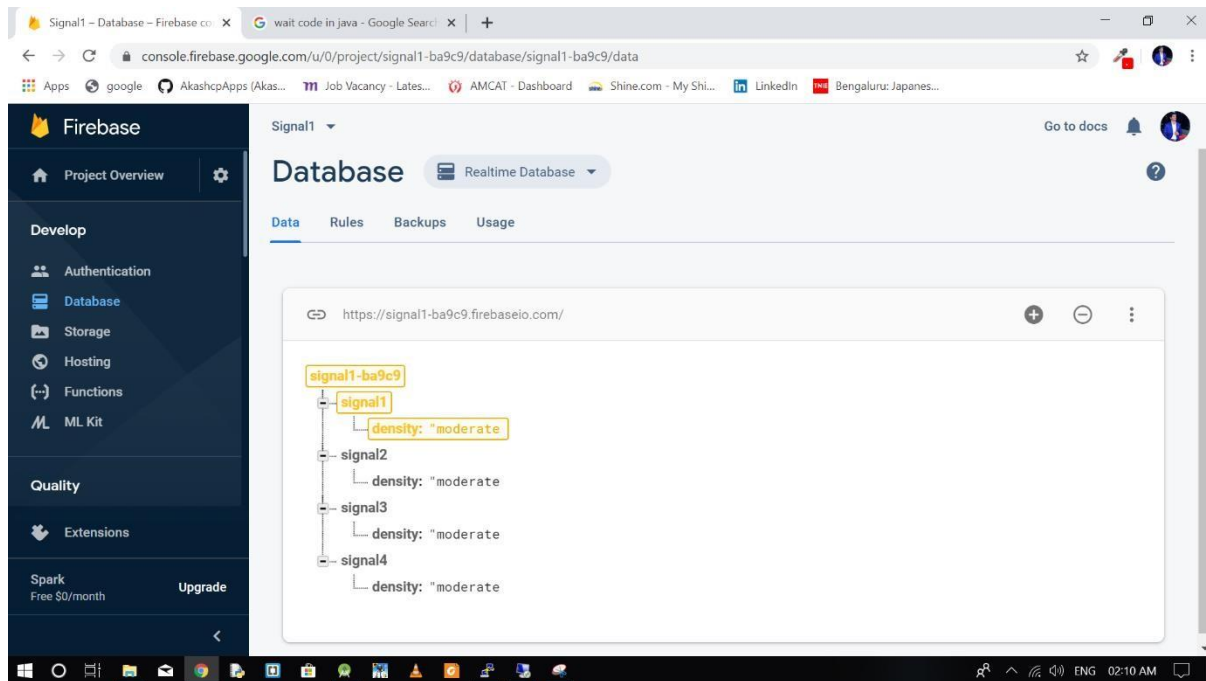 Signal1 – Database – Firebase co
wait code in java - Google Search
console.firebase.google.com/u/0/project/signal1-ba9c9/database/signal1-ba9c9/data
Apps google AkashcpApps (Akas... Job Vacancy - Lates... AMCAT - Dashboard Shine.com - My Shi... LinkedIn Bengaluru: Japanes...
Firebase
Signal1
Go to docs
Project Overview
Database
Realtime Database
Data Rules Backups Usage
Develop
Authentication
Database
Storage
Hosting
Functions
ML Kit
Quality
Extensions
Spark
Free $0/month
Upgrade
https://signal1-ba9c9.firebaseio.com/
signal1-ba9c9
signal1
density: "moderate
signal2
density: "moderate
signal3
density: "moderate
signal4
density: "moderate
ENG 02:10 AM